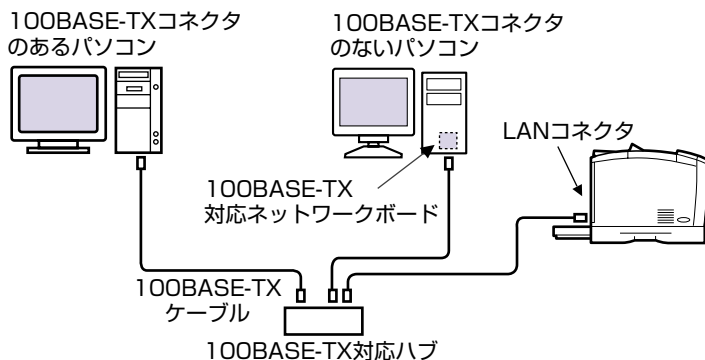 100BASE-TXコネクタ
のあるパソコン
100BASE-TXコネクタ
のないパソコン
LANコネクタ
100BASE-TX
対応ネットワークボード
100BASE-TX
ケーブル
100BASE-TX対応ハブ